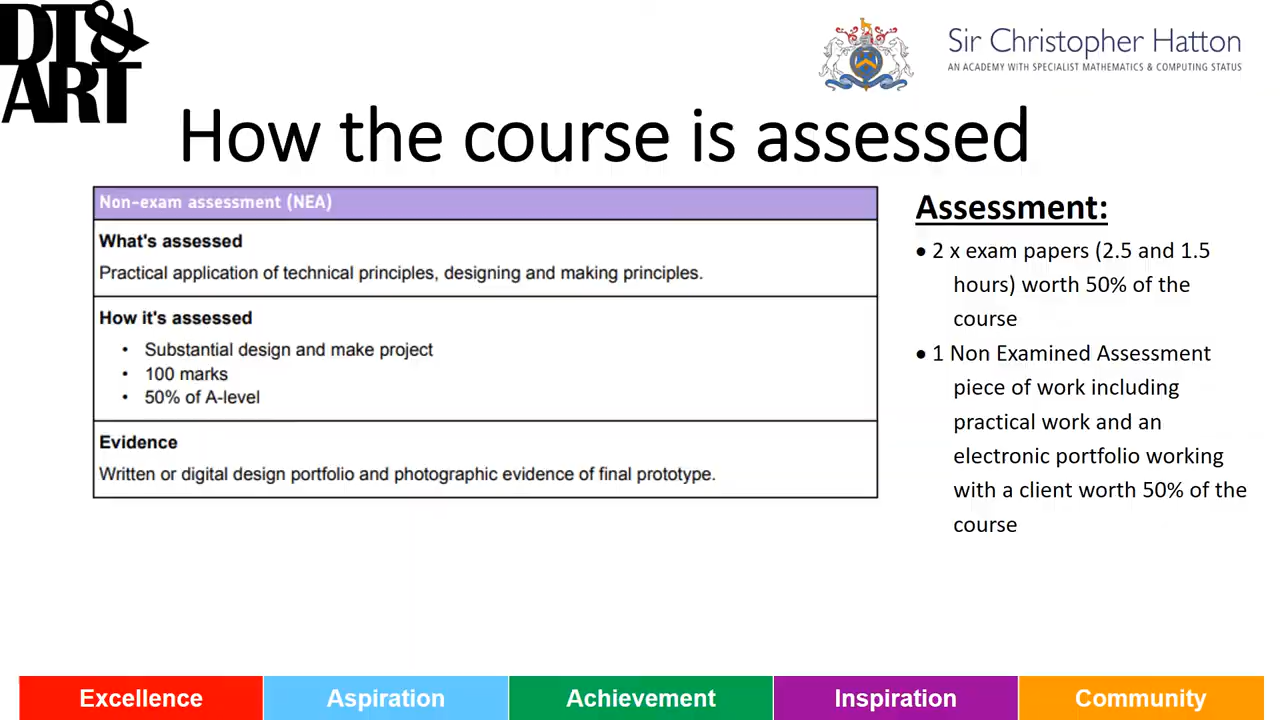 DT&
ART
Sir Christopher Hatton
AN ACADEMY WITH SPECIALIST MATHEMATICS & COMPUTING STATUS
How the course is assessed
Non-exam assessment (NEA)
What's assessed
Practical application of technical principles, designing and making principles.
How it's assessed
• Substantial design and make project
• 100 marks
• 50% of A-level
Evidence
Written or digital design portfolio and photographic evidence of final prototype.
Assessment:
• 2 x exam papers (2.5 and 1.5
hours) worth 50% of the
course
• 1 Non Examined Assessment
piece of work including
practical work and an
electronic portfolio working
with a client worth 50% of the
course
Excellence
Aspiration
Achievement
Inspiration
Community